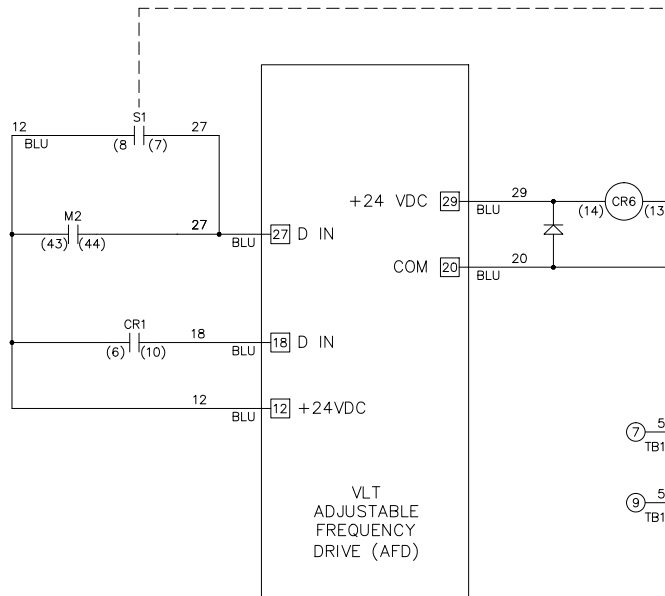 S1
12
27
BLU
(8
(7)
M2
27
(43)
(44)
BLU
27
D IN
+24 VDC
29
29
BLU
(14)
CR6
(13
COM
20
20
BLU
CR1
18
(6)
(10)
BLU
18
D IN
12
BLU
12
+24VDC
7
5
TB1
9
5
TB1
VLT
ADJUSTABLE
FREQUENCY
DRIVE (AFD)